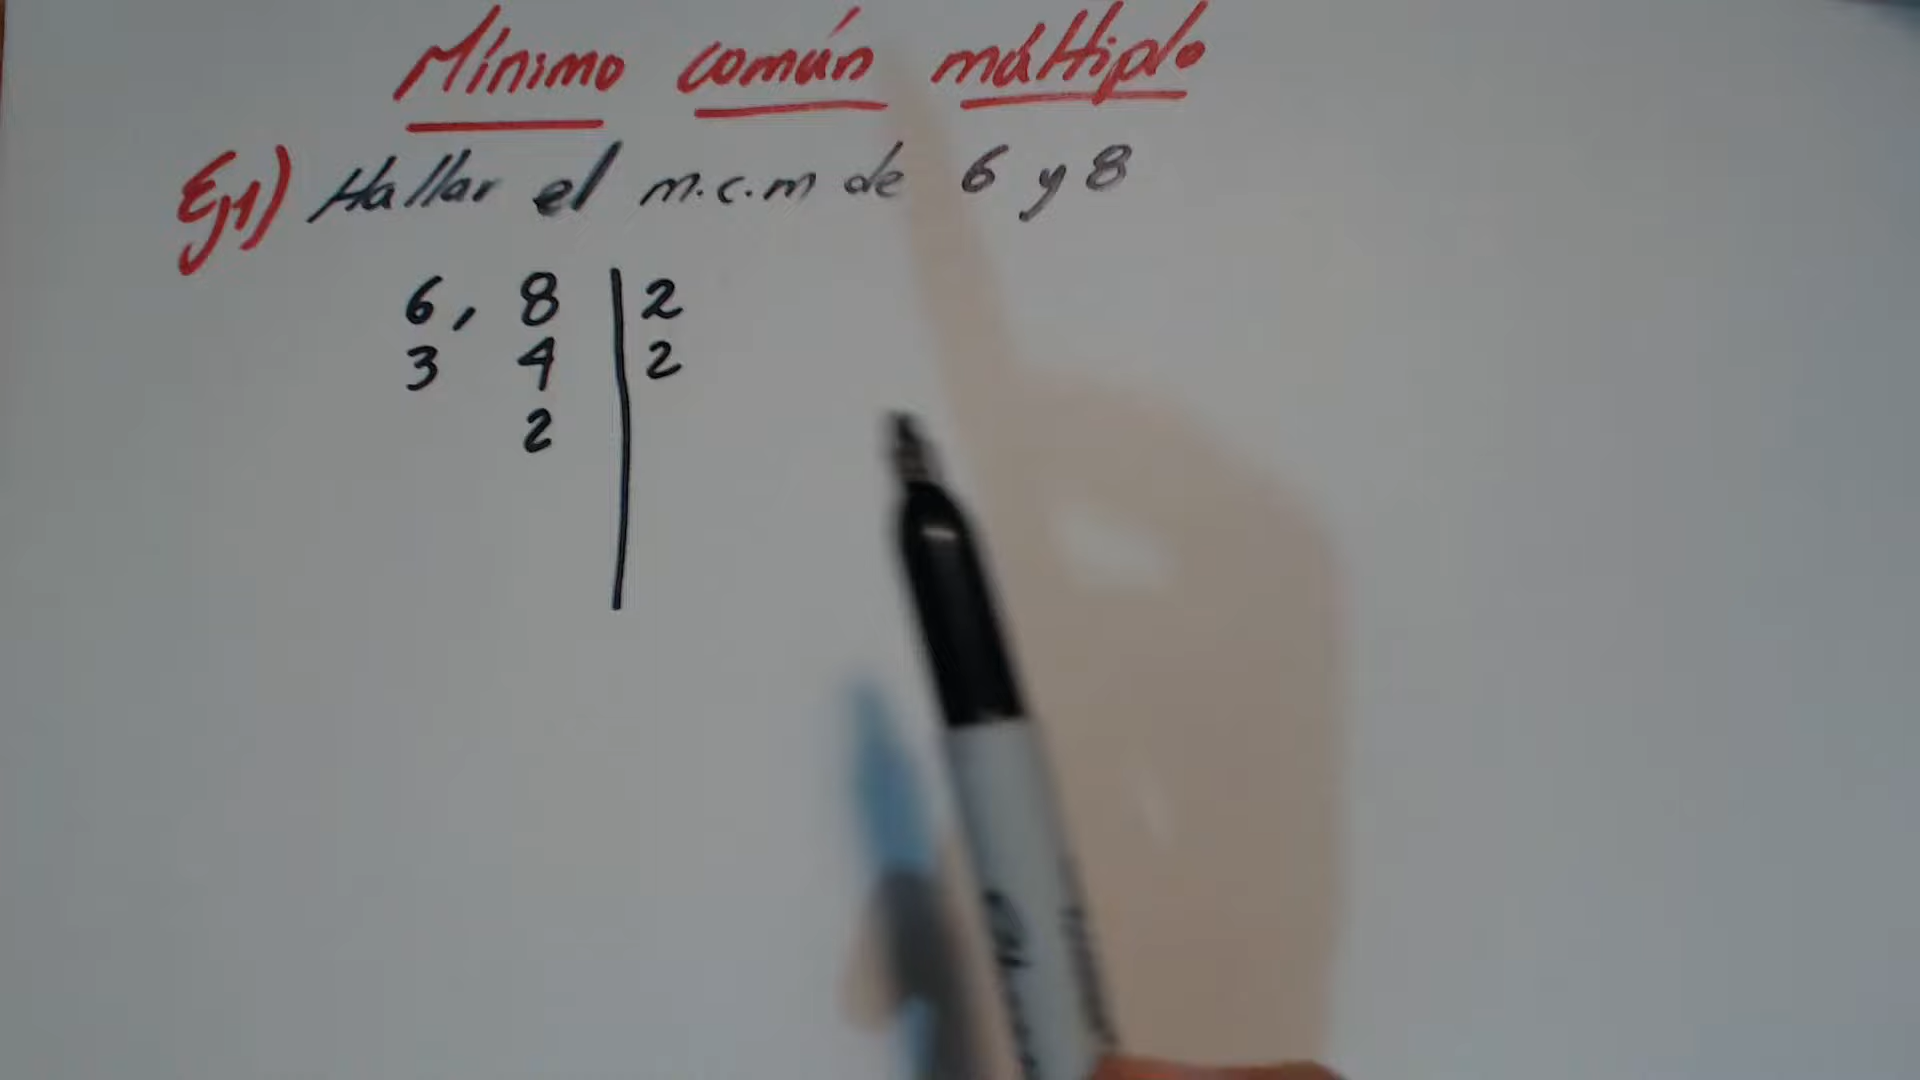 Mínimo común múltiplo
Ej1) Hallar el m.c.m de 6 y 8
6, 8 | 2
3 4 | 2
2